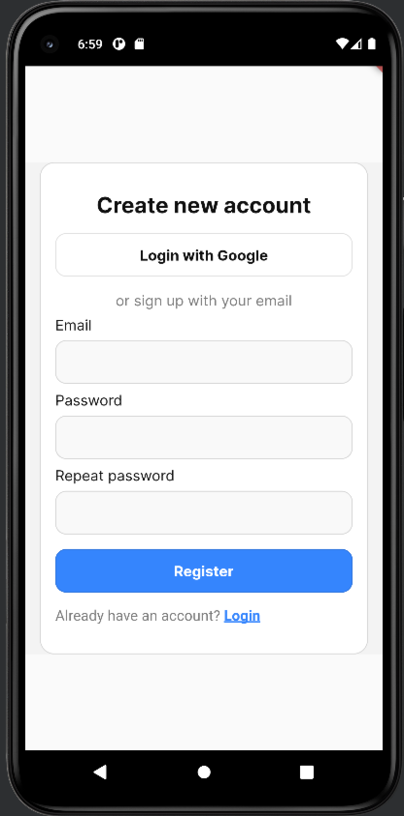 6:59
Create new account
Login with Google
or sign up with your email
Email
Password
Repeat password
Register
Already have an account? Login